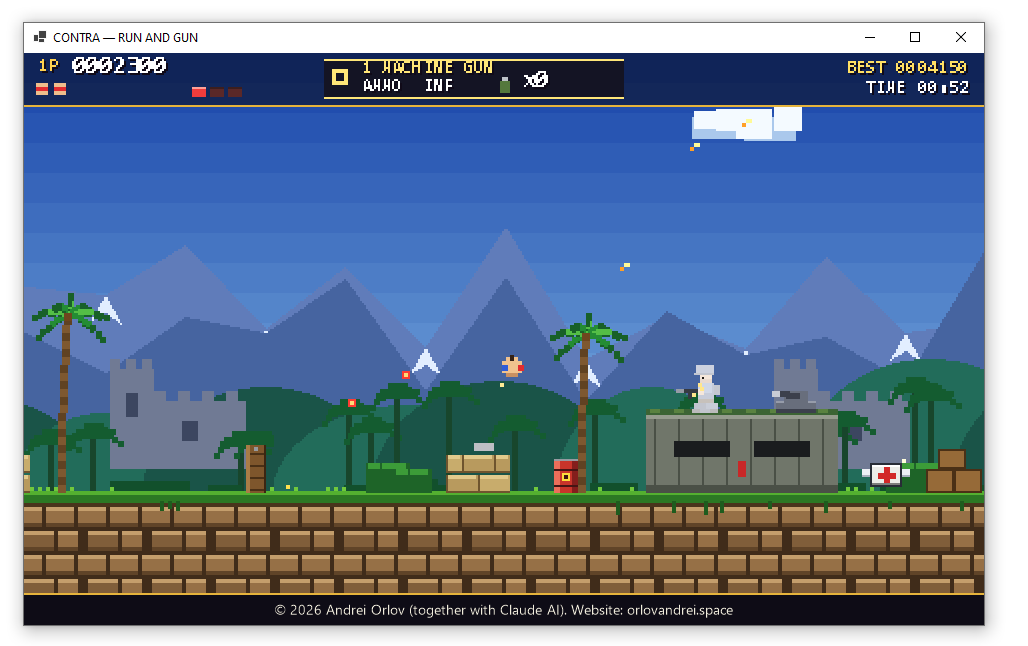 CONTRA — RUN AND GUN
1P 0002300
1 MACHINE GUN
AMMO INF x0
BEST 0004150
TIME 00:52
© 2026 Andrei Orlov (together with Claude AI). Website: orlovandrei.space